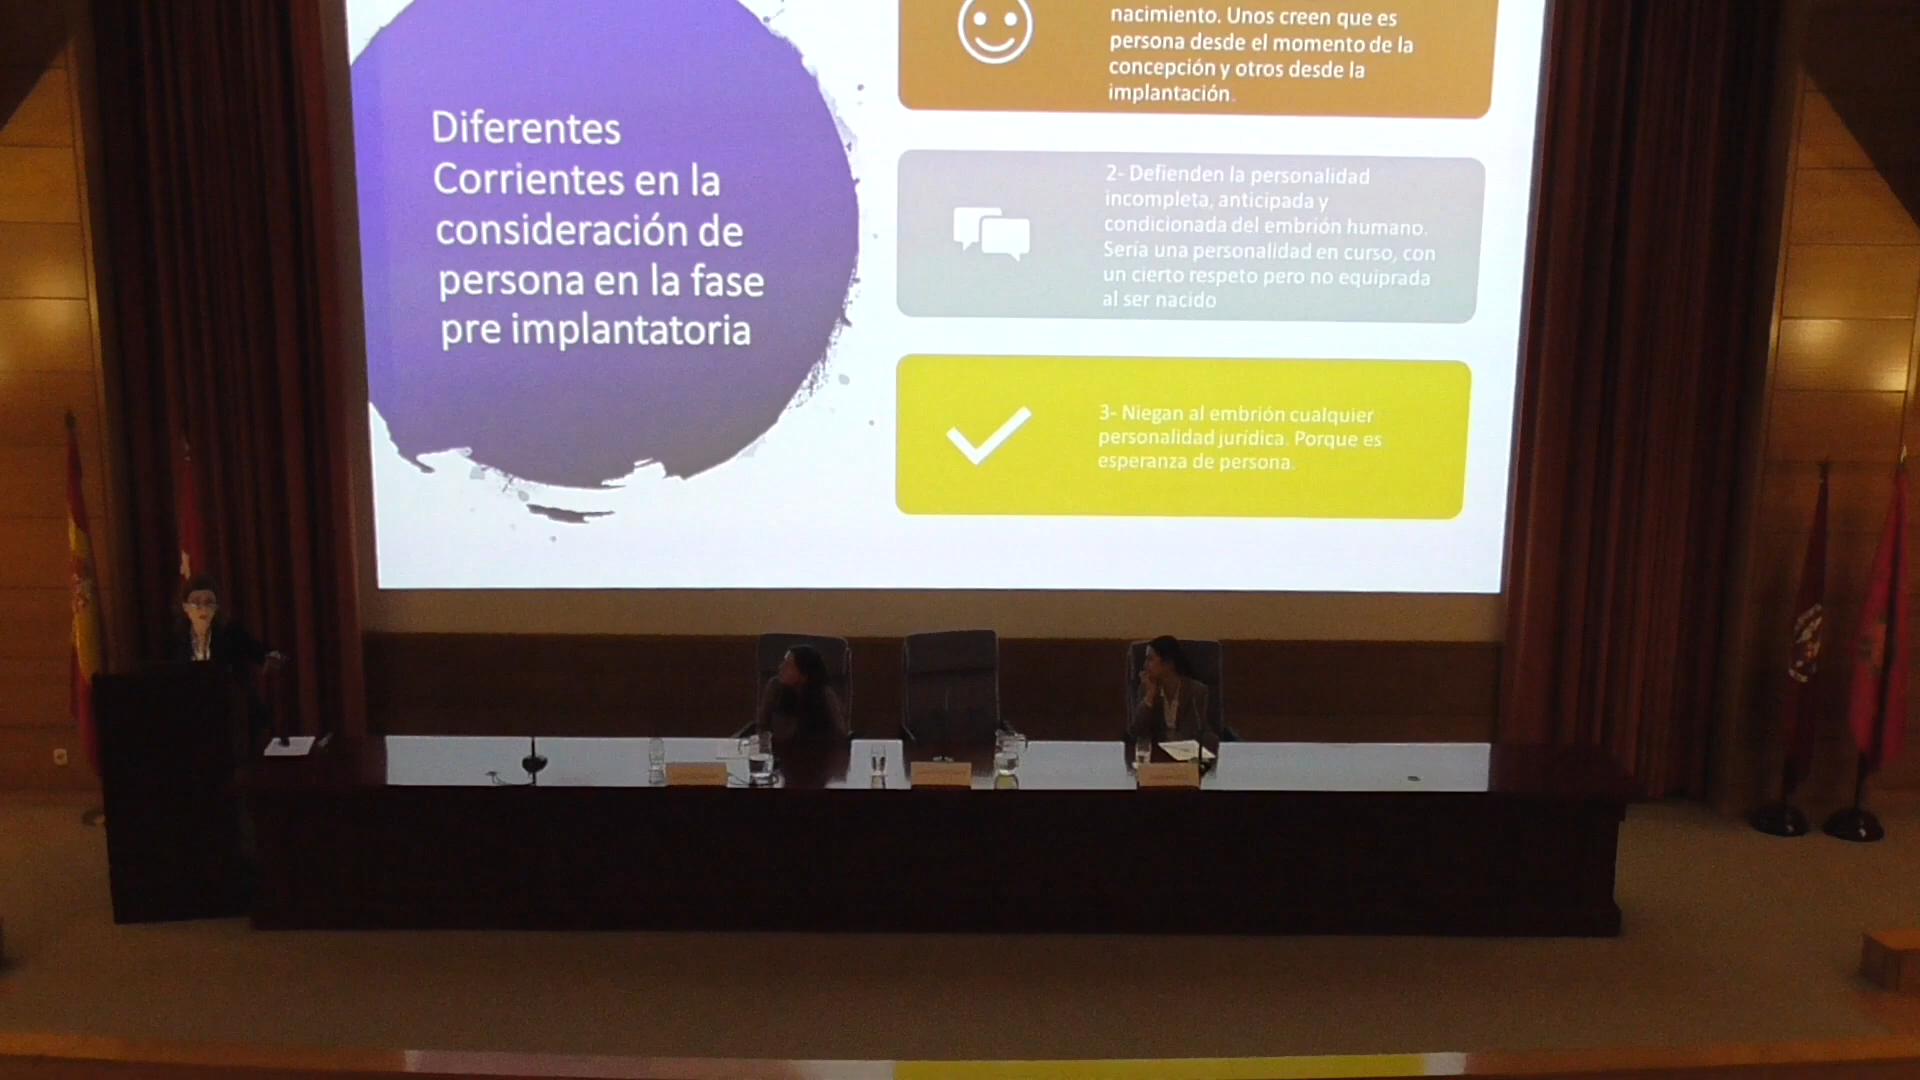 Diferentes
Corrientes en la
consideración de
persona en la fase
pre implantatoria
nacimiento. Unos creen que es
persona desde el momento de la
concepción y otros desde la
implantación.
2- Defienden la personalidad
incompleta, anticipada y
condicionada del embrión humano.
Sería una personalidad en curso, con
un cierto respeto pero no equiprada
al ser nacido
3- Niegan al embrión cualquier
personalidad jurídica. Porque es
esperanza de persona.